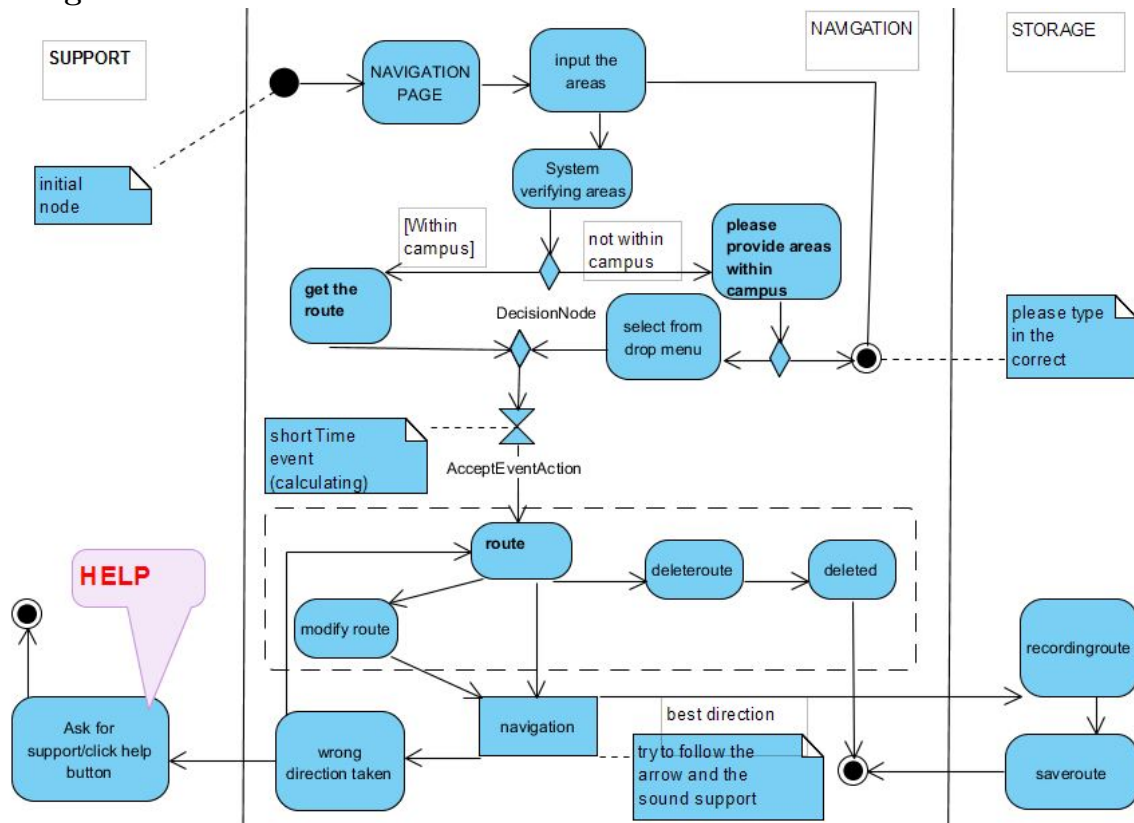 SUPPORT
NAVIGATION
STORAGE
NAVIGATION
PAGE
input the
areas
initial
node
System
verifying areas
[Within
campus]
not within
campus
please
provide areas
within
campus
get the
route
DecisionNode
select from
drop menu
please type
in the
correct
short Time
event
(calculating)
AcceptEventAction
route
deleteroute
deleted
HELP
modify route
recordingroute
Ask for
support/click help
button
wrong
direction taken
navigation
best direction
tryto follow the
arrow and the
sound support
saveroute